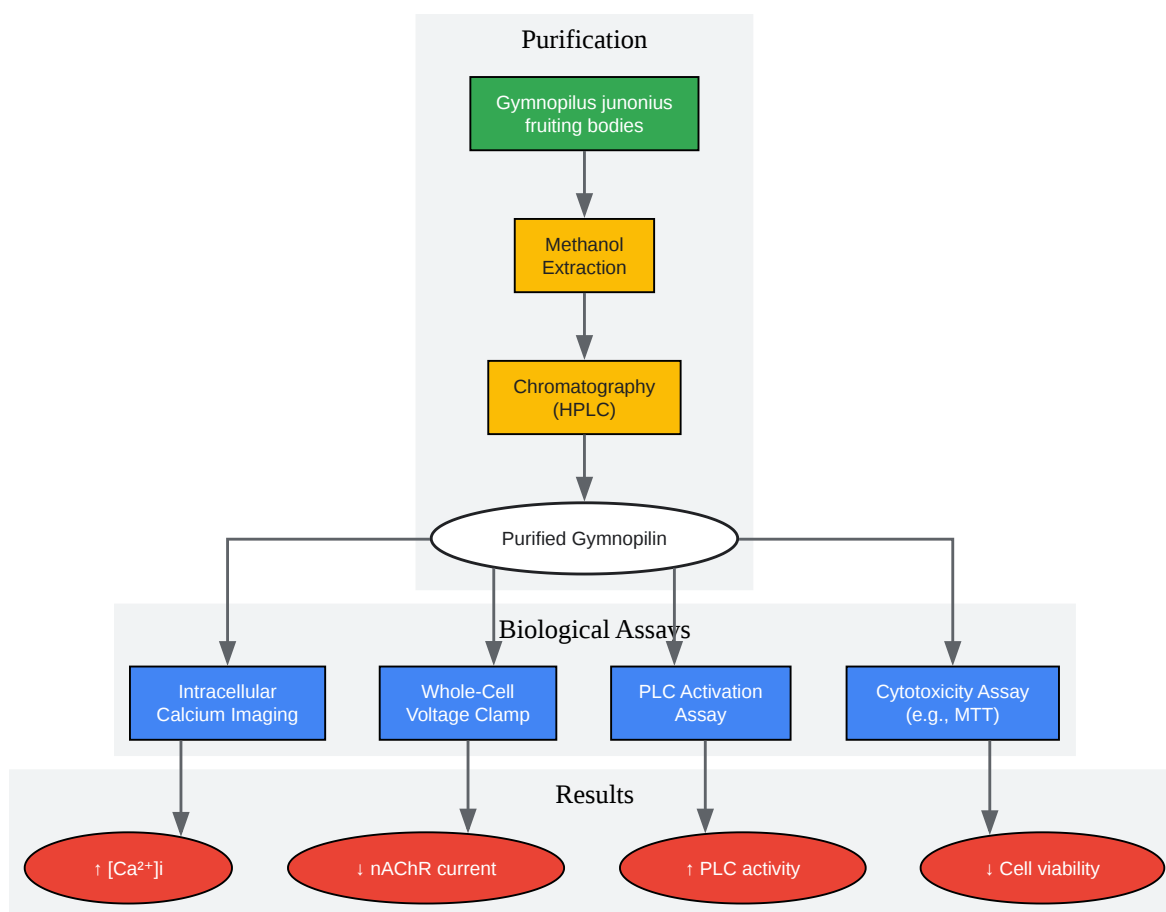 Purification
Gymnopilus junonius
fruiting bodies
Methanol
Extraction
Chromatography
(HPLC)
Purified Gymnopilin
Biological Assays
Intracellular
Calcium Imaging
Whole-Cell
Voltage Clamp
PLC Activation
Assay
Cytotoxicity Assay
(e.g., MTT)
Results
↑ [Ca²⁺]i
↓ nAChR current
↑ PLC activity
↓ Cell viability